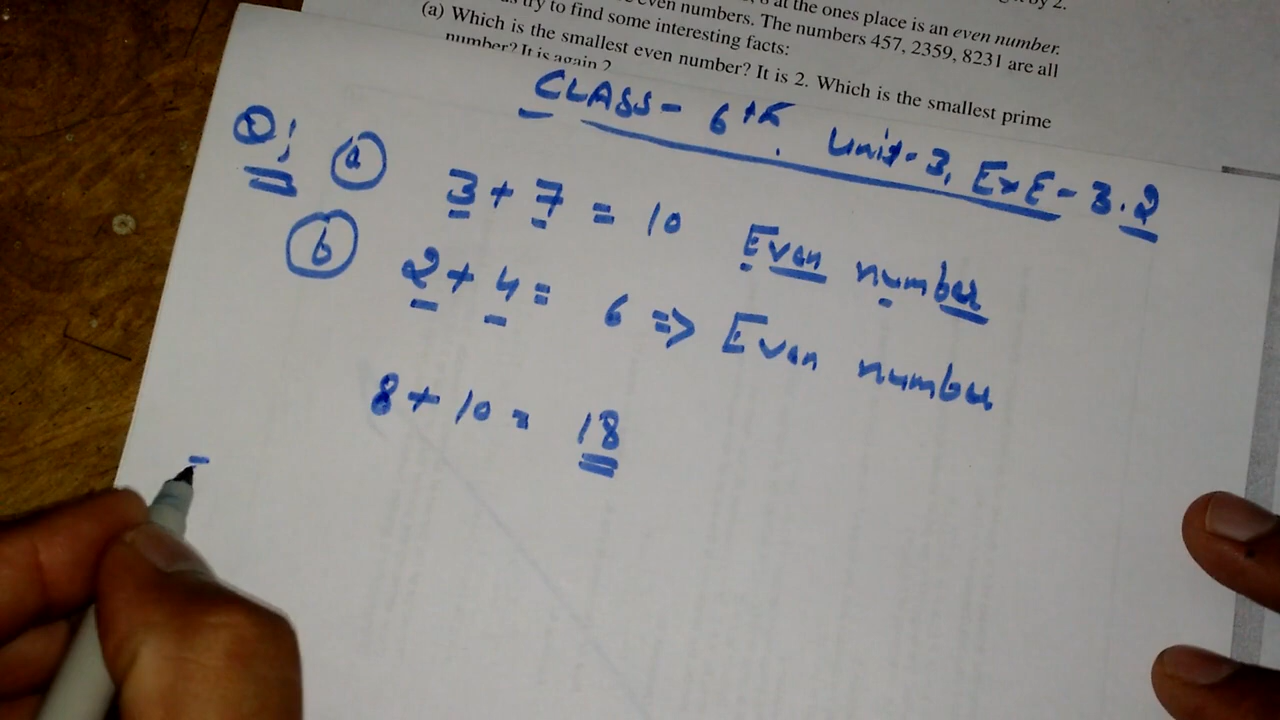 by 2.
at the ones place is an even number.
try to find some interesting facts:
even numbers. The numbers 457, 2359, 8231 are all
(a) Which is the smallest even number? It is 2. Which is the smallest prime
number? It is again 2
CLASS- 6th Unit-3, ExE-3.2
(a) 3 + 7 = 10 Even number
(b) 2 + 4 = 6 => Even number
8 + 10 = 18